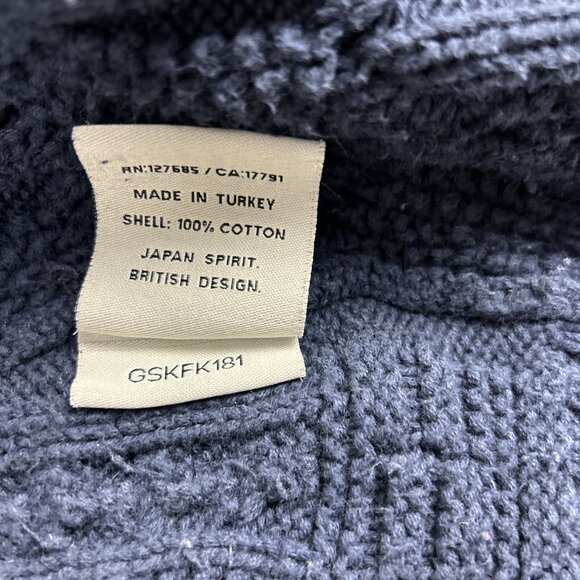 RN:127685 / CA:17791
MADE IN TURKEY
SHELL: 100% COTTON
JAPAN SPIRIT.
BRITISH DESIGN.
GSKFK181